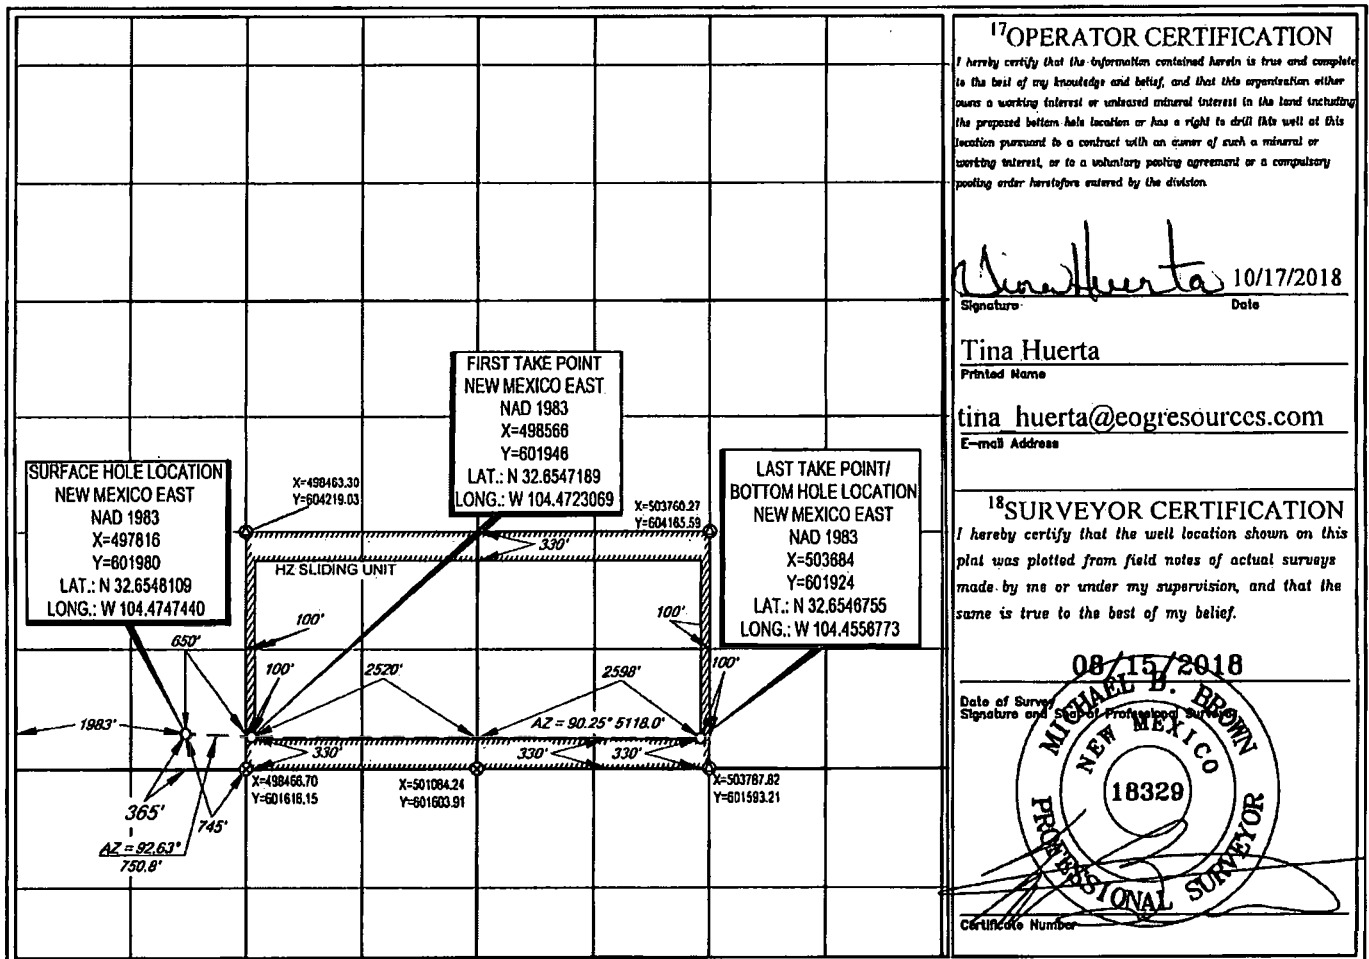 SURFACE HOLE LOCATION
NEW MEXICO EAST
NAD 1983
X=497816
Y=601980
LAT.: N 32.6548109
LONG.: W 104.4747440
FIRST TAKE POINT
NEW MEXICO EAST
NAD 1983
X=498566
Y=601946
LAT.: N 32.6547189
LONG.: W 104.4723069
LAST TAKE POINT/
BOTTOM HOLE LOCATION
NEW MEXICO EAST
NAD 1983
X=503684
Y=601924
LAT.: N 32.6546755
LONG.: W 104.4556773
X=498463.30
Y=604219.03
X=503760.27
Y=604165.59
330'
HZ SLIDING UNIT
100'
100'
650'
100'
2520'
2598'
100'
1983'
AZ = 90.25° 5118.0'
330'
330'
330'
X=498466.70
Y=601616.15
X=501084.24
Y=601603.91
X=503787.82
Y=601593.21
365'
745'
AZ = 92.63°
750.8'
17OPERATOR CERTIFICATION
I hereby certify that the information contained herein is true and complete
to the best of my knowledge and belief, and that this organization either
owns a working interest or unleased mineral interest in the land including
the proposed bottom hole location or has a right to drill this well at this
location pursuant to a contract with an owner of such a mineral or
working interest, or to a voluntary pooling agreement or a compulsory
pooling order heretofore entered by the division
Tina Huerta 10/17/2018
Signature Date
Tina Huerta
Printed Name
tina_huerta@eogresources.com
E-mail Address
18SURVEYOR CERTIFICATION
I hereby certify that the well location shown on this
plat was plotted from field notes of actual surveys
made by me or under my supervision, and that the
same is true to the best of my belief.
08/15/2018
Date of Survey
Signature and Seal of Professional Surveyor
MICHAEL B. BROWN
NEW MEXICO
18329
PROFESSIONAL SURVEYOR
Certificate Number